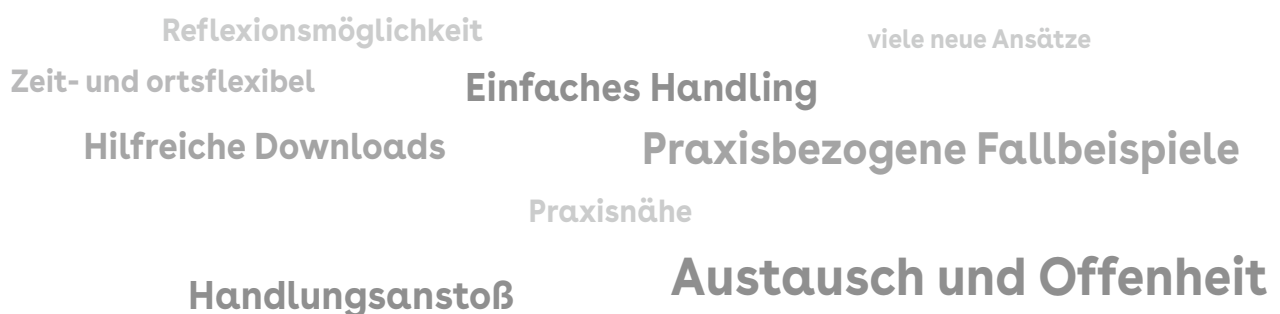 Reflexionsmöglichkeit
viele neue Ansätze
Zeit- und ortsflexibel
Einfaches Handling
Hilfreiche Downloads
Praxisbezogene Fallbeispiele
Praxisnähe
Austausch und Offenheit
Handlungsanstoß